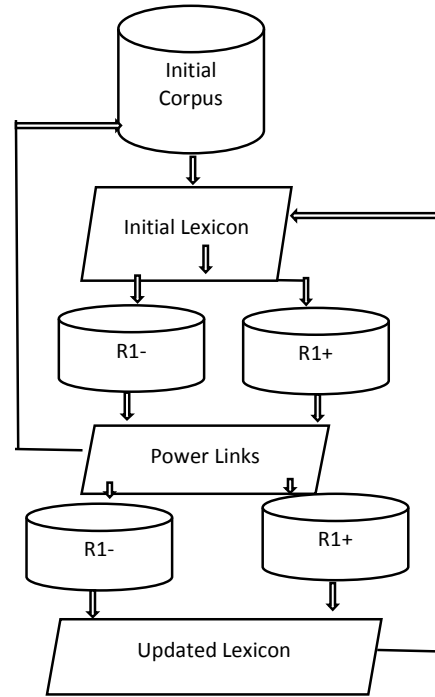 Initial
Corpus
Initial Lexicon
R1-
R1+
Power Links
R1-
R1+
Updated Lexicon